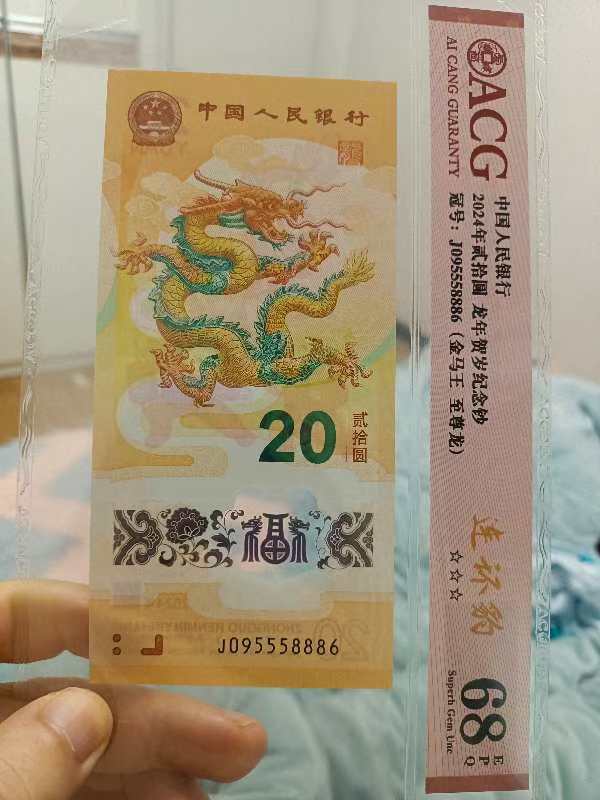 中国人民银行
20
贰拾圆
福
J095558886
ACG
AI CANG GUARANTY
中国人民银行
2024年贰拾圆 龙年贺岁纪念钞
冠号：J095558886（金马王 至尊龙）
连体豹
☆☆☆
68
EPQ
Superb Gem Unc